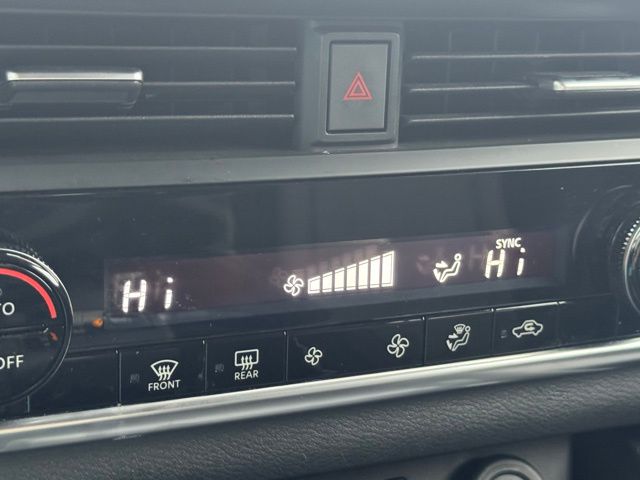 SYNC
Hi
Hi
TO
OFF
FRONT
REAR